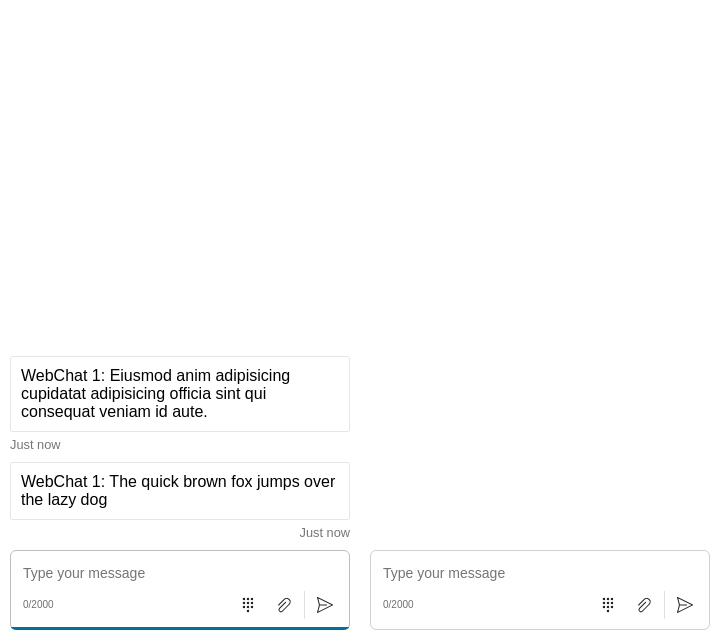 WebChat 1: Eiusmod anim adipisicing
cupidatat adipisicing officia sint qui
consequat veniam id aute.
Just now
WebChat 1: The quick brown fox jumps over
the lazy dog
Just now
Type your message
0/2000
Type your message
0/2000